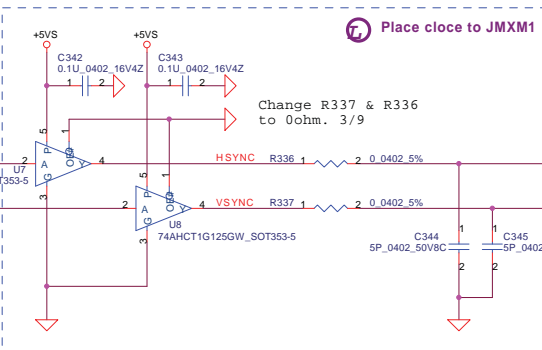 Place cloce to JMXM1
+5VS
+5VS
C342
0.1U_0402_16V4Z
1 2
C343
0.1U_0402_16V4Z
1 2
Change R337 & R336
to 0ohm. 3/9
5
P
1
OE#
2
A
Y
4
G
3
U7
T353-5
HSYNC
R336
1
2
0_0402_5%
5
P
1
OE#
2
A
Y
4
G
3
U8
74AHCT1G125GW_SOT353-5
VSYNC
R337
1
2
0_0402_5%
1
C344
5P_0402_50V8C
2
1
C345
5P_0402
2